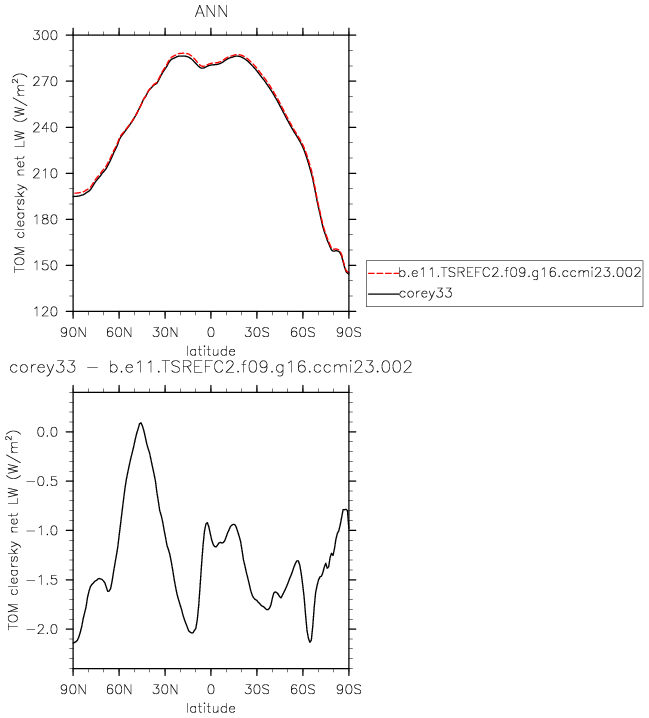 ANN
300
270
240
210
180
150
120
TOM clearsky net LW (W/m²)
90N 60N 30N 0 30S 60S 90S
latitude
b.e11.TSREFC2.f09.g16.ccmi23.002
corey33
corey33 − b.e11.TSREFC2.f09.g16.ccmi23.002
0.0
−0.5
−1.0
−1.5
−2.0
TOM clearsky net LW (W/m²)
90N 60N 30N 0 30S 60S 90S
latitude